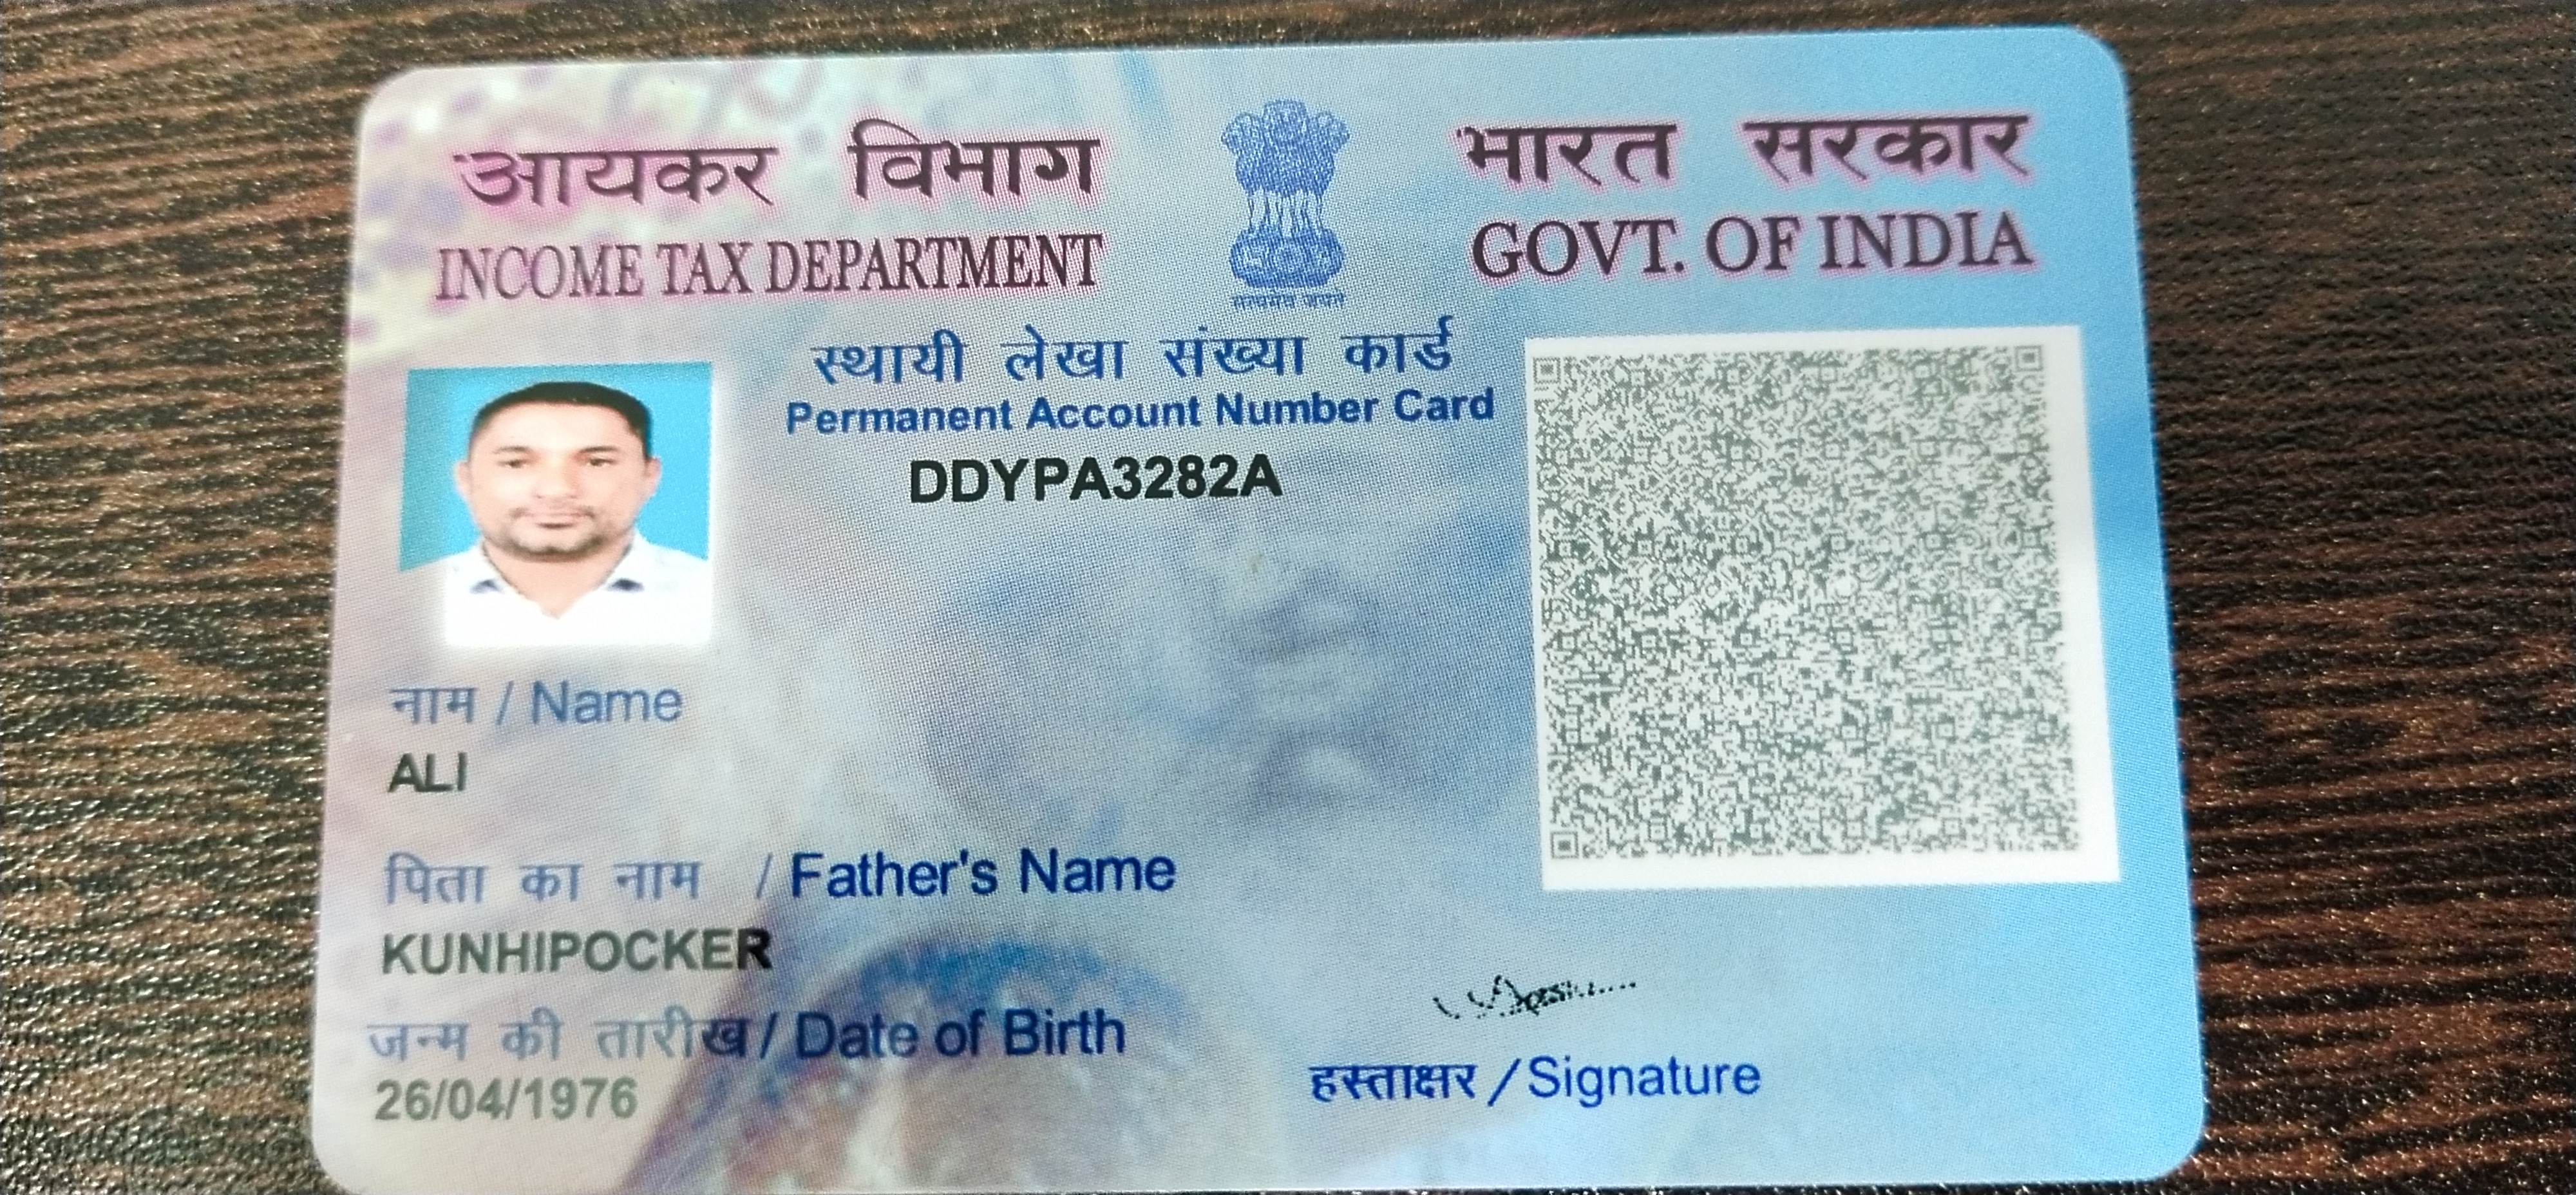 आयकर विभाग
INCOME TAX DEPARTMENT
सत्यमेव जयते
भारत सरकार
GOVT. OF INDIA
स्थायी लेखा संख्या कार्ड
Permanent Account Number Card
DDYPA3282A
नाम / Name
ALI
पिता का नाम / Father's Name
KUNHIPOCKER
जन्म की तारीख / Date of Birth
26/04/1976
हस्ताक्षर / Signature